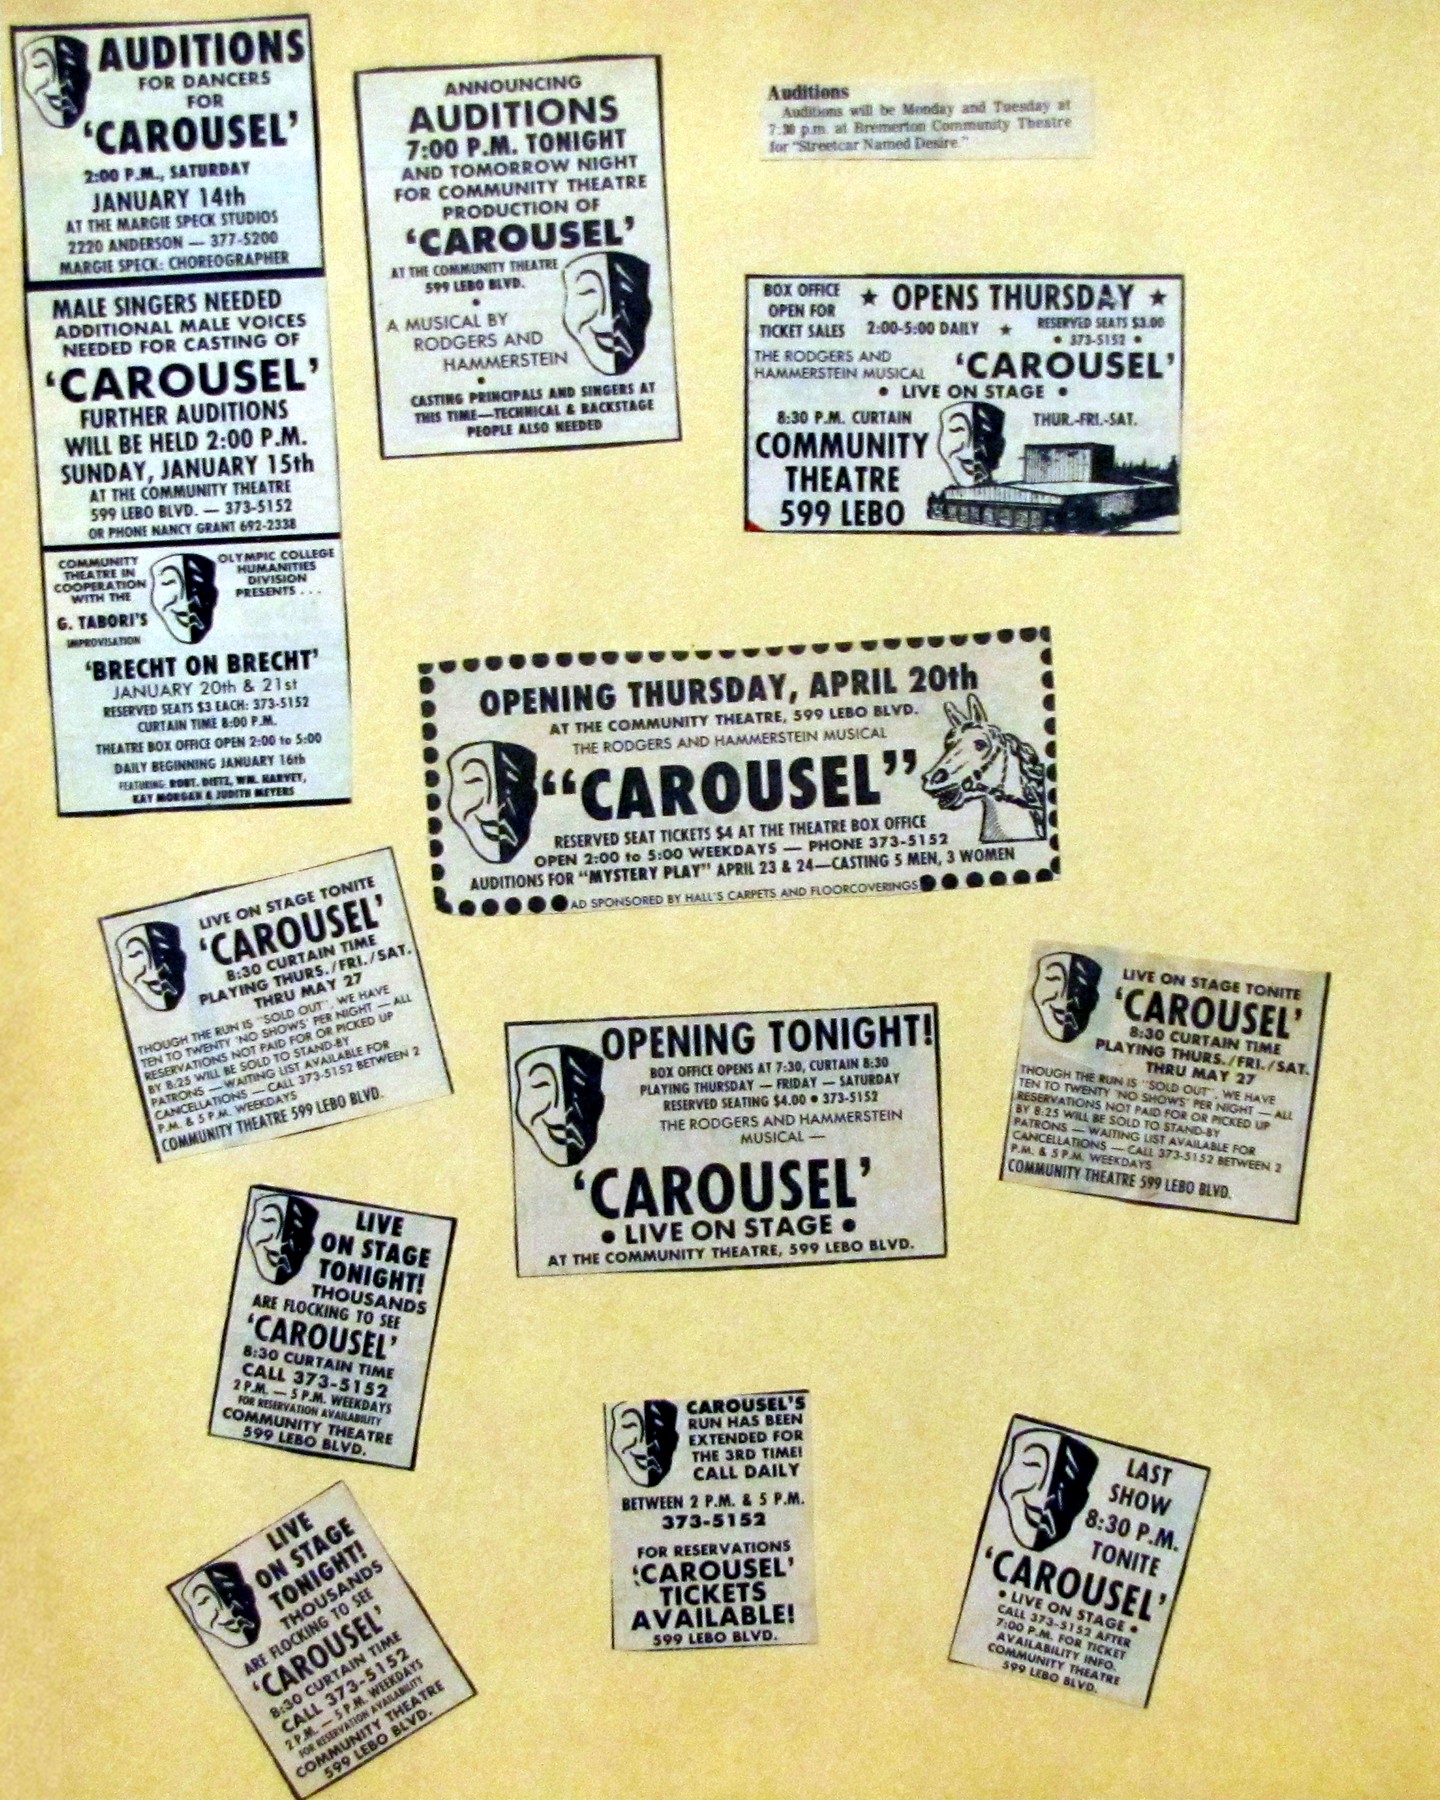 AUDITIONS
FOR DANCERS
FOR
'CAROUSEL'
2:00 P.M., SATURDAY
JANUARY 14th
AT THE MARGIE SPECK STUDIOS
2220 ANDERSON — 377-5200
MARGIE SPECK: CHOREOGRAPHER
MALE SINGERS NEEDED
ADDITIONAL MALE VOICES
NEEDED FOR CASTING OF
'CAROUSEL'
FURTHER AUDITIONS
WILL BE HELD 2:00 P.M.
SUNDAY, JANUARY 15th
AT THE COMMUNITY THEATRE
599 LEBO BLVD. — 373-5152
OR PHONE NANCY GRANT 692-2338
COMMUNITY
THEATRE IN
COOPERATION
WITH THE
OLYMPIC COLLEGE
HUMANITIES
DIVISION
PRESENTS . . .
G. TABORI'S
IMPROVISATION
'BRECHT ON BRECHT'
JANUARY 20th & 21st
RESERVED SEATS $3 EACH: 373-5152
CURTAIN TIME 8:00 P.M.
THEATRE BOX OFFICE OPEN 2:00 to 5:00
DAILY BEGINNING JANUARY 16th
FEATURING: ROBT. DIETZ, WM. HARVEY,
KAY MORGAN & JUDITH MEYERS
ANNOUNCING
AUDITIONS
7:00 P.M. TONIGHT
AND TOMORROW NIGHT
FOR COMMUNITY THEATRE
PRODUCTION OF
'CAROUSEL'
AT THE COMMUNITY THEATRE
599 LEBO BLVD.
•
A MUSICAL BY
RODGERS AND
HAMMERSTEIN
•
CASTING PRINCIPALS AND SINGERS AT
THIS TIME—TECHNICAL & BACKSTAGE
PEOPLE ALSO NEEDED
Auditions
Auditions will be Monday and Tuesday at
7:30 p.m. at Bremerton Community Theatre
for "Streetcar Named Desire."
BOX OFFICE
OPEN FOR
TICKET SALES
★ OPENS THURSDAY ★
2:00-5:00 DAILY ★
RESERVED SEATS $3.00
• 373-5152 •
THE RODGERS AND
HAMMERSTEIN MUSICAL
'CAROUSEL'
• LIVE ON STAGE •
8:30 P.M. CURTAIN
THUR.-FRI.-SAT.
COMMUNITY
THEATRE
599 LEBO
OPENING THURSDAY, APRIL 20th
AT THE COMMUNITY THEATRE, 599 LEBO BLVD.
THE RODGERS AND HAMMERSTEIN MUSICAL
"CAROUSEL"
RESERVED SEAT TICKETS $4 AT THE THEATRE BOX OFFICE
OPEN 2:00 to 5:00 WEEKDAYS — PHONE 373-5152
AUDITIONS FOR "MYSTERY PLAY" APRIL 23 & 24—CASTING 5 MEN, 3 WOMEN
AD SPONSORED BY HALL'S CARPETS AND FLOORCOVERINGS
LIVE ON STAGE TONITE
'CAROUSEL'
8:30 CURTAIN TIME
PLAYING THURS./FRI./SAT.
THRU MAY 27
THOUGH THE RUN IS "SOLD OUT", WE HAVE
TEN TO TWENTY 'NO SHOWS' PER NIGHT — ALL
RESERVATIONS NOT PAID FOR OR PICKED UP
BY 8:25 WILL BE SOLD TO STAND-BY
PATRONS — WAITING LIST AVAILABLE FOR
CANCELLATIONS — CALL 373-5152 BETWEEN 2
P.M. & 5 P.M. WEEKDAYS
COMMUNITY THEATRE 599 LEBO BLVD.
OPENING TONIGHT!
BOX OFFICE OPENS AT 7:30, CURTAIN 8:30
PLAYING THURSDAY — FRIDAY — SATURDAY
RESERVED SEATING $4.00 • 373-5152
THE RODGERS AND HAMMERSTEIN
MUSICAL —
'CAROUSEL'
• LIVE ON STAGE •
AT THE COMMUNITY THEATRE, 599 LEBO BLVD.
LIVE ON STAGE TONITE
'CAROUSEL'
8:30 CURTAIN TIME
PLAYING THURS./FRI./SAT.
THRU MAY 27
THOUGH THE RUN IS "SOLD OUT", WE HAVE
TEN TO TWENTY 'NO SHOWS' PER NIGHT — ALL
RESERVATIONS NOT PAID FOR OR PICKED UP
BY 8:25 WILL BE SOLD TO STAND-BY
PATRONS — WAITING LIST AVAILABLE FOR
CANCELLATIONS — CALL 373-5152 BETWEEN 2
P.M. & 5 P.M. WEEKDAYS
COMMUNITY THEATRE 599 LEBO BLVD.
LIVE
ON STAGE
TONIGHT!
THOUSANDS
ARE FLOCKING TO SEE
'CAROUSEL'
8:30 CURTAIN TIME
CALL 373-5152
2 P.M. — 5 P.M. WEEKDAYS
FOR RESERVATION AVAILABILITY
COMMUNITY THEATRE
599 LEBO BLVD.
LIVE
ON STAGE
TONIGHT!
THOUSANDS
ARE FLOCKING TO SEE
'CAROUSEL'
8:30 CURTAIN TIME
CALL 373-5152
2 P.M. — 5 P.M. WEEKDAYS
FOR RESERVATION AVAILABILITY
COMMUNITY THEATRE
599 LEBO BLVD.
CAROUSEL'S
RUN HAS BEEN
EXTENDED FOR
THE 3RD TIME!
CALL DAILY
BETWEEN 2 P.M. & 5 P.M.
373-5152
FOR RESERVATIONS
'CAROUSEL'
TICKETS
AVAILABLE!
599 LEBO BLVD.
LAST
SHOW
8:30 P.M.
TONITE
'CAROUSEL'
• LIVE ON STAGE •
CALL 373-5152 AFTER
7:00 P.M. FOR TICKET
AVAILABILITY INFO.
COMMUNITY THEATRE
599 LEBO BLVD.